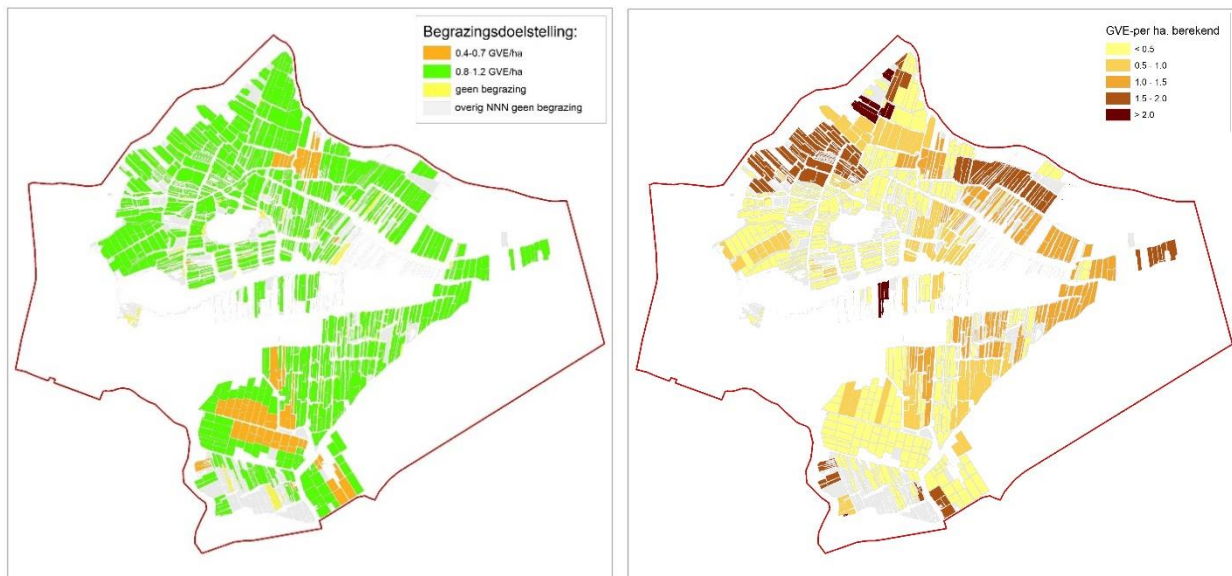 Begrazingsdoelstelling:
0.4-0.7 GVE/ha
0.8-1.2 GVE/ha
geen begrazing
overig NNN geen begrazing
GVE-per ha. berekend
< 0.5
0.5 - 1.0
1.0 - 1.5
1.5 - 2.0
> 2.0